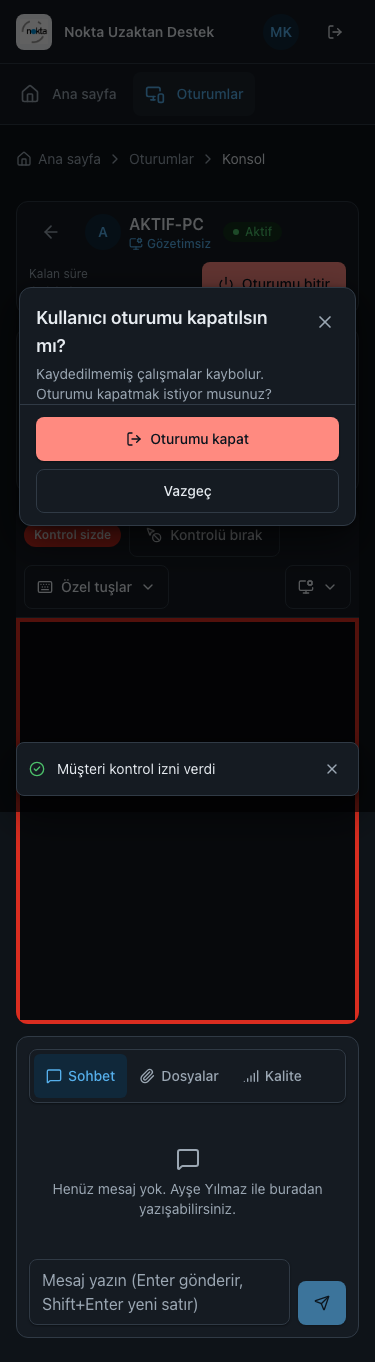 nokta
Nokta Uzaktan Destek
MK
Ana sayfa
Oturumlar
Ana sayfa
Oturumlar
Konsol
A
AKTIF-PC
Gözetimsiz
Aktif
Kalan süre
Oturumu bitir
Kullanıcı oturumu kapatılsın
mı?
Kaydedilmemiş çalışmalar kaybolur.
Oturumu kapatmak istiyor musunuz?
Oturumu kapat
Vazgeç
Kontrol sizde
Kontrolü bırak
Özel tuşlar
Müşteri kontrol izni verdi
Sohbet
Dosyalar
Kalite
Henüz mesaj yok. Ayşe Yılmaz ile buradan
yazışabilirsiniz.
Mesaj yazın (Enter gönderir,
Shift+Enter yeni satır)